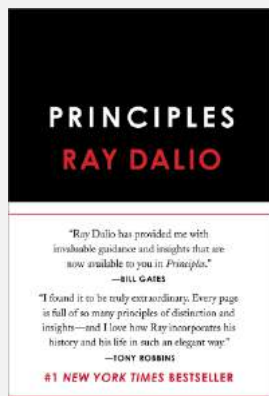 PRINCIPLES
RAY DALIO
“Ray Dalio has provided me with
invaluable guidance and insights that are
now available to you in Principles.”
—BILL GATES
“I found it to be truly extraordinary. Every page
is full of so many principles of distinction and
insights—and I love how Ray incorporates his
history and his life in such an elegant way.”
—TONY ROBBINS
#1 NEW YORK TIMES BESTSELLER